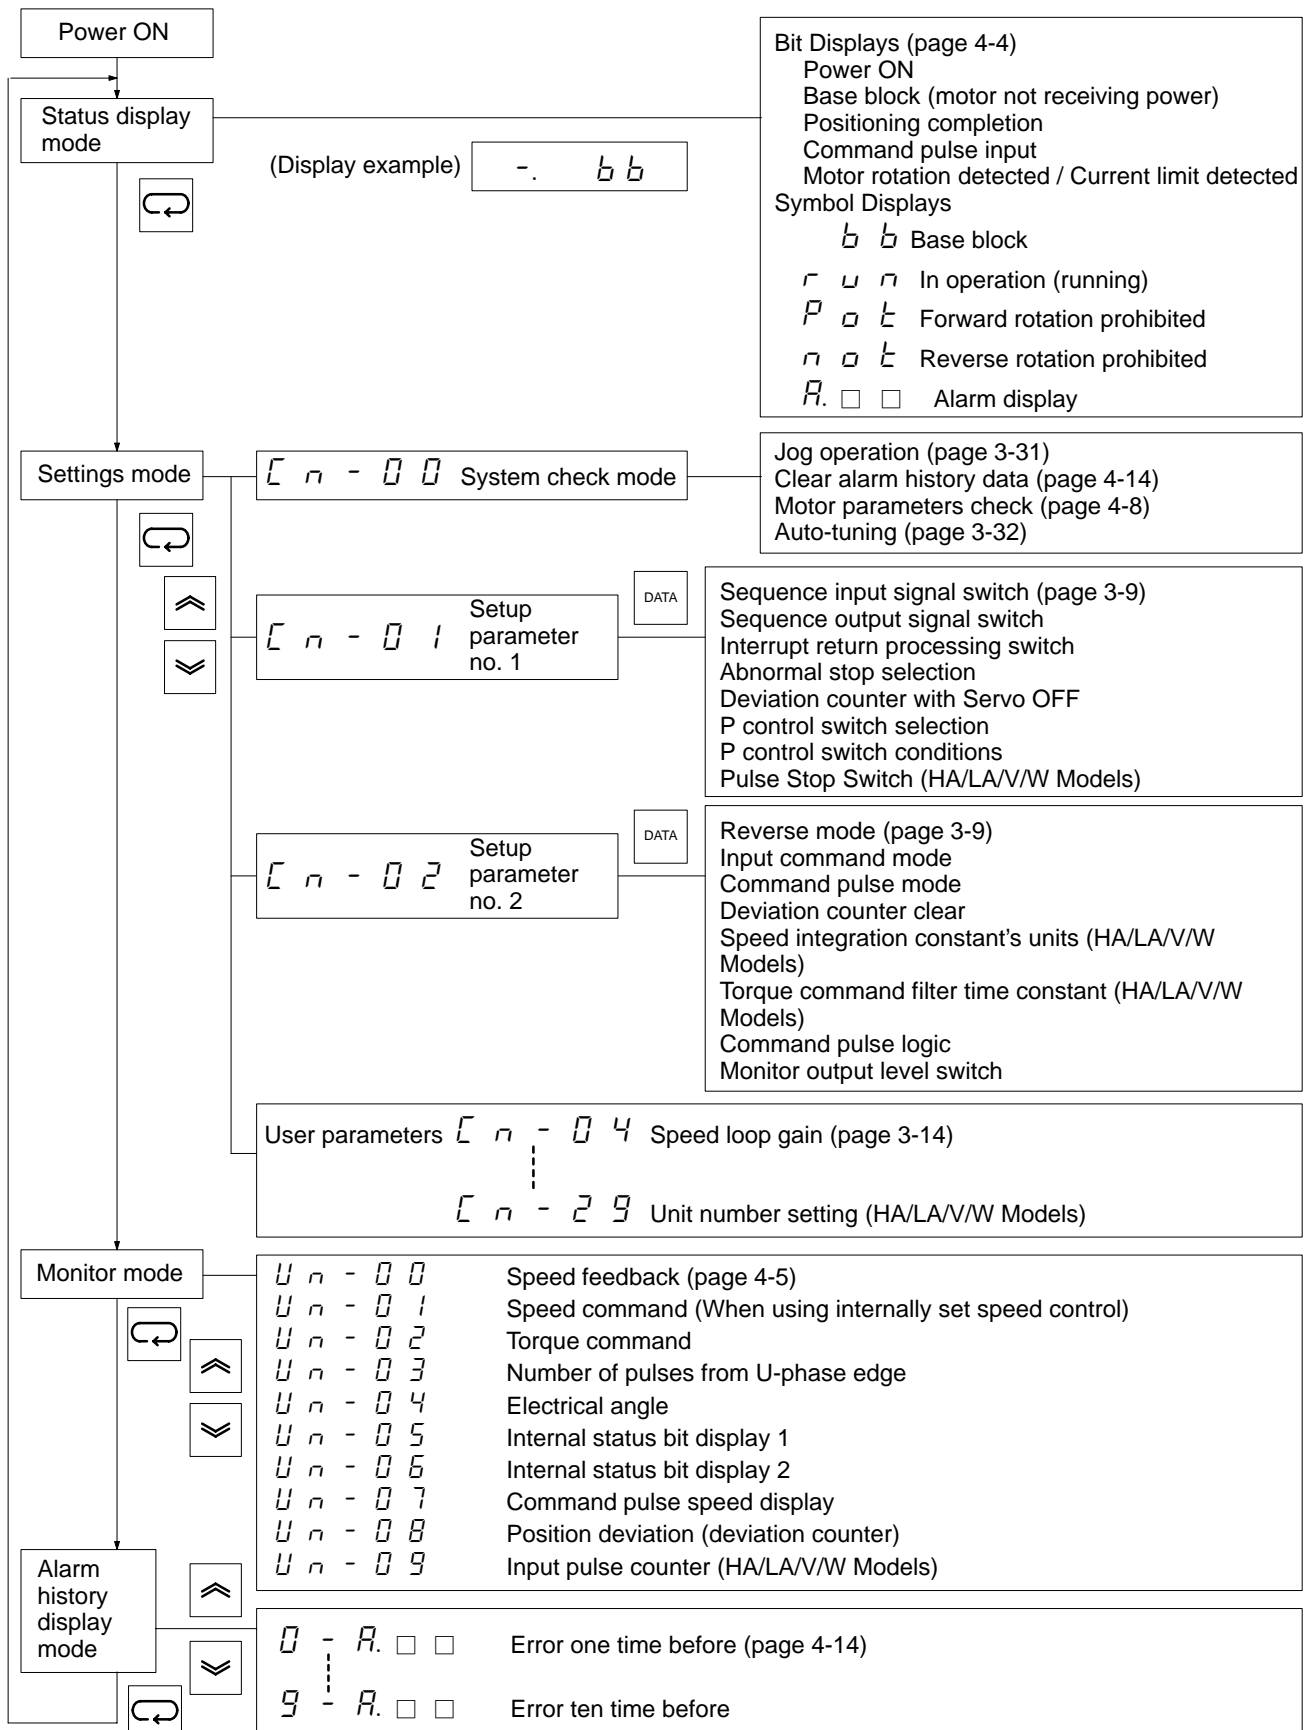 Power ON
Status display
mode
(Display example)
-. bb
Bit Displays (page 4-4)
Power ON
Base block (motor not receiving power)
Positioning completion
Command pulse input
Motor rotation detected / Current limit detected
Symbol Displays
bb Base block
run In operation (running)
Pot Forward rotation prohibited
not Reverse rotation prohibited
A.□□ Alarm display
Settings mode
Cn-00 System check mode
Jog operation (page 3-31)
Clear alarm history data (page 4-14)
Motor parameters check (page 4-8)
Auto-tuning (page 3-32)
Cn-01
Setup
parameter
no. 1
DATA
Sequence input signal switch (page 3-9)
Sequence output signal switch
Interrupt return processing switch
Abnormal stop selection
Deviation counter with Servo OFF
P control switch selection
P control switch conditions
Pulse Stop Switch (HA/LA/V/W Models)
Cn-02
Setup
parameter
no. 2
DATA
Reverse mode (page 3-9)
Input command mode
Command pulse mode
Deviation counter clear
Speed integration constant's units (HA/LA/V/W
Models)
Torque command filter time constant (HA/LA/V/W
Models)
Command pulse logic
Monitor output level switch
User parameters Cn-04 Speed loop gain (page 3-14)
Cn-29 Unit number setting (HA/LA/V/W Models)
Monitor mode
Un-00 Speed feedback (page 4-5)
Un-01 Speed command (When using internally set speed control)
Un-02 Torque command
Un-03 Number of pulses from U-phase edge
Un-04 Electrical angle
Un-05 Internal status bit display 1
Un-06 Internal status bit display 2
Un-07 Command pulse speed display
Un-08 Position deviation (deviation counter)
Un-09 Input pulse counter (HA/LA/V/W Models)
Alarm
history
display
mode
0-A.□□ Error one time before (page 4-14)
9-A.□□ Error ten time before